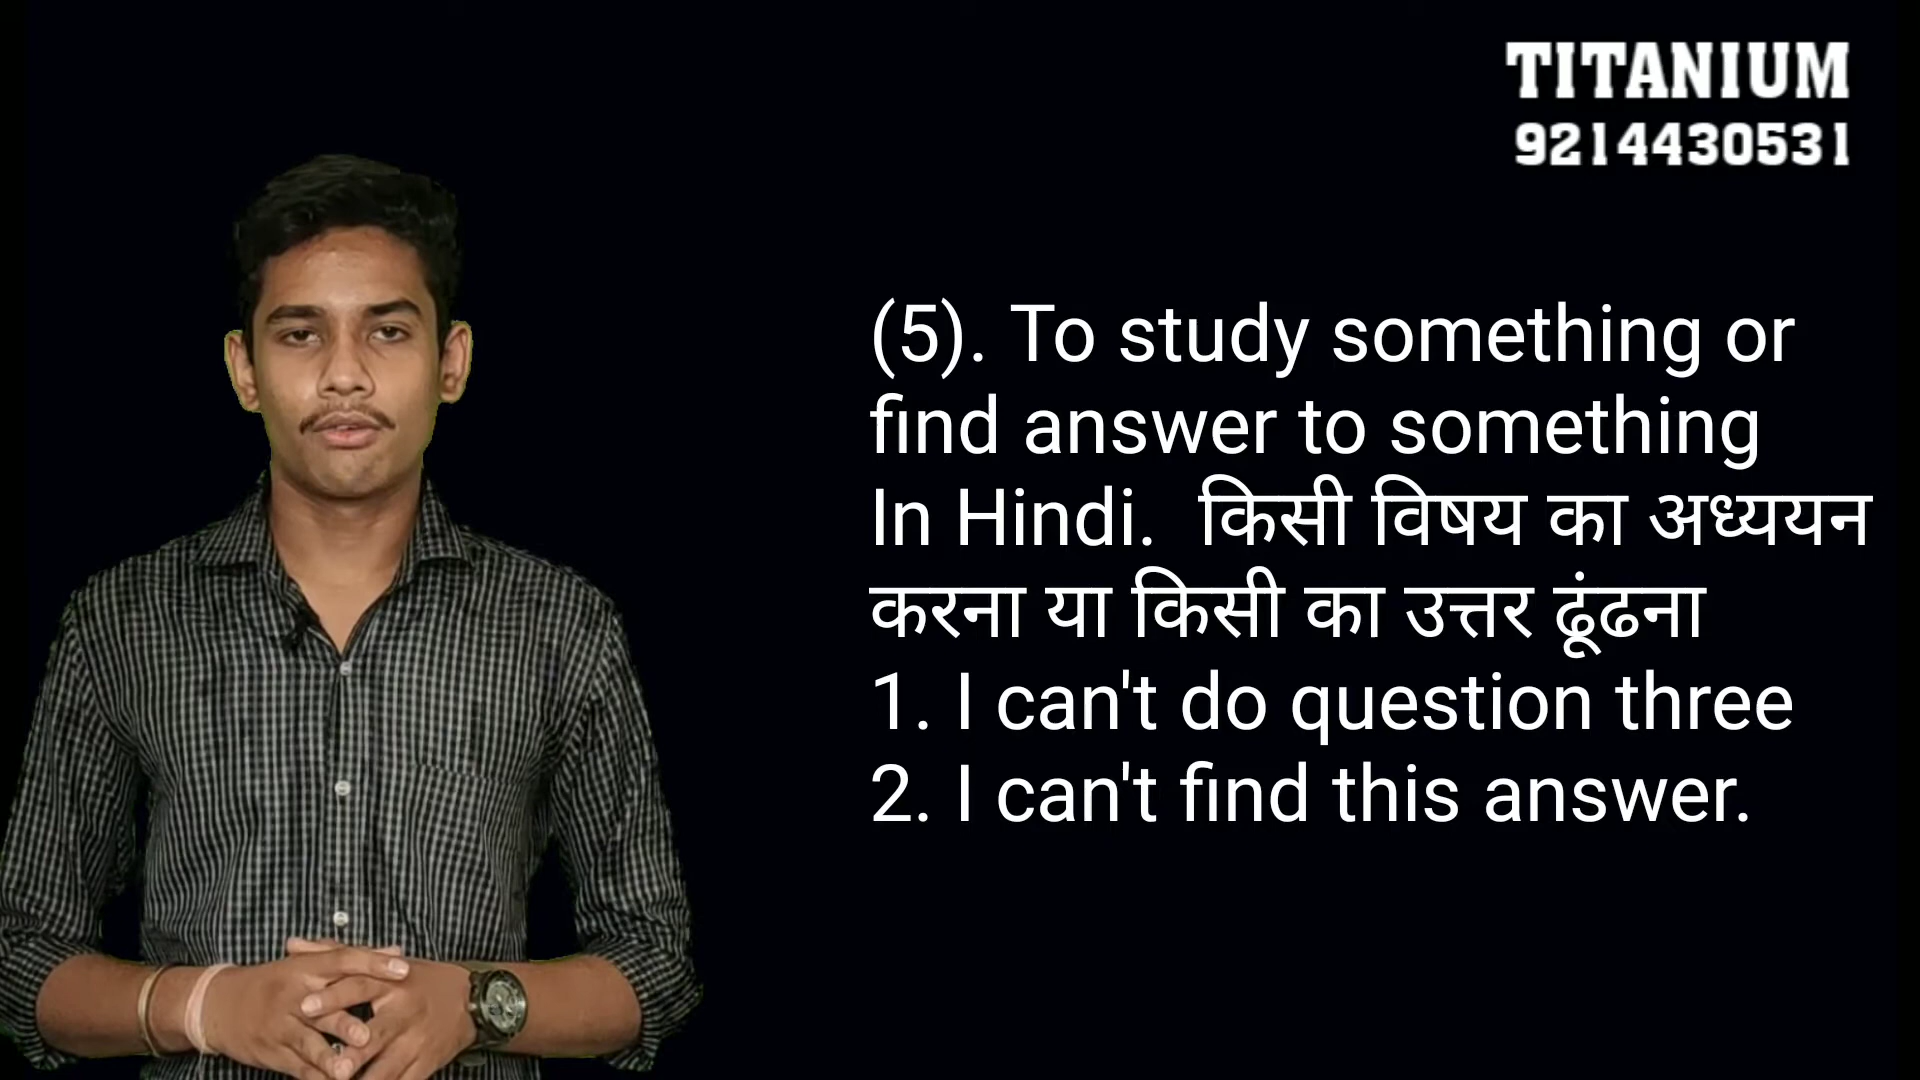 TITANIUM
9214430531
(5). To study something or
find answer to something
In Hindi. किसी विषय का अध्ययन
करना या किसी का उत्तर ढूंढना
1. I can't do question three
2. I can't find this answer.